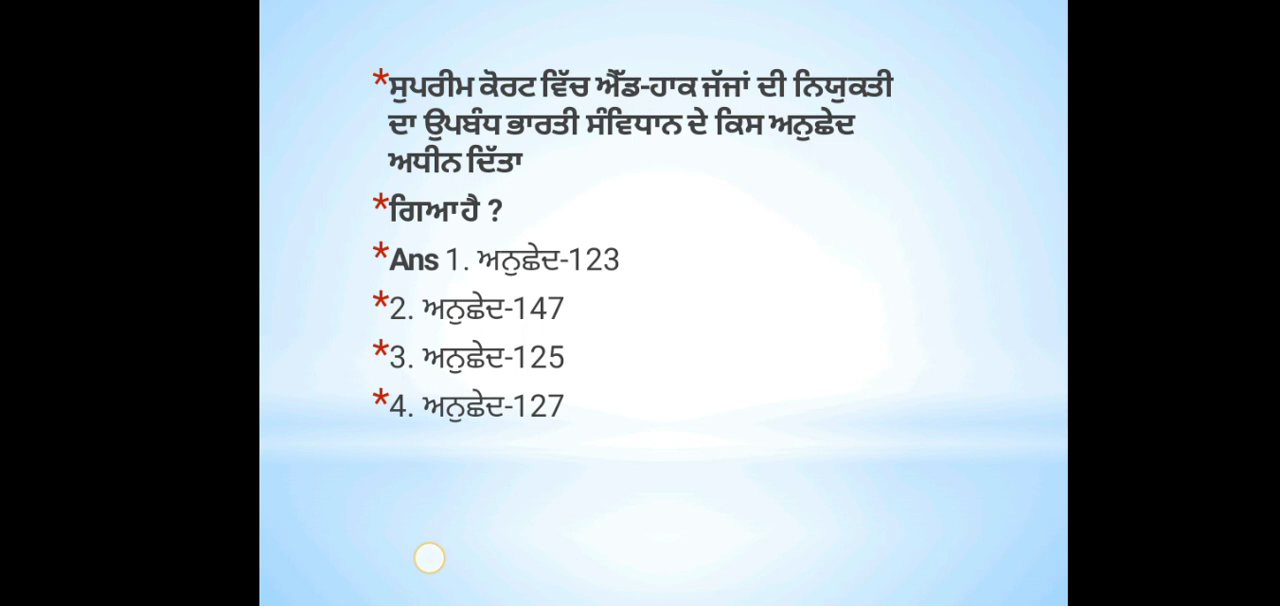 *ਸੁਪਰੀਮ ਕੋਰਟ ਵਿੱਚ ਐੱਡ-ਹਾਕ ਜੱਜਾਂ ਦੀ ਨਿਯੁਕਤੀ
ਦਾ ਉਪਬੰਧ ਭਾਰਤੀ ਸੰਵਿਧਾਨ ਦੇ ਕਿਸ ਅਨੁਛੇਦ
ਅਧੀਨ ਦਿੱਤਾ
*ਗਿਆ ਹੈ ?
*Ans 1. ਅਨੁਛੇਦ-123
*2. ਅਨੁਛੇਦ-147
*3. ਅਨੁਛੇਦ-125
*4. ਅਨੁਛੇਦ-127